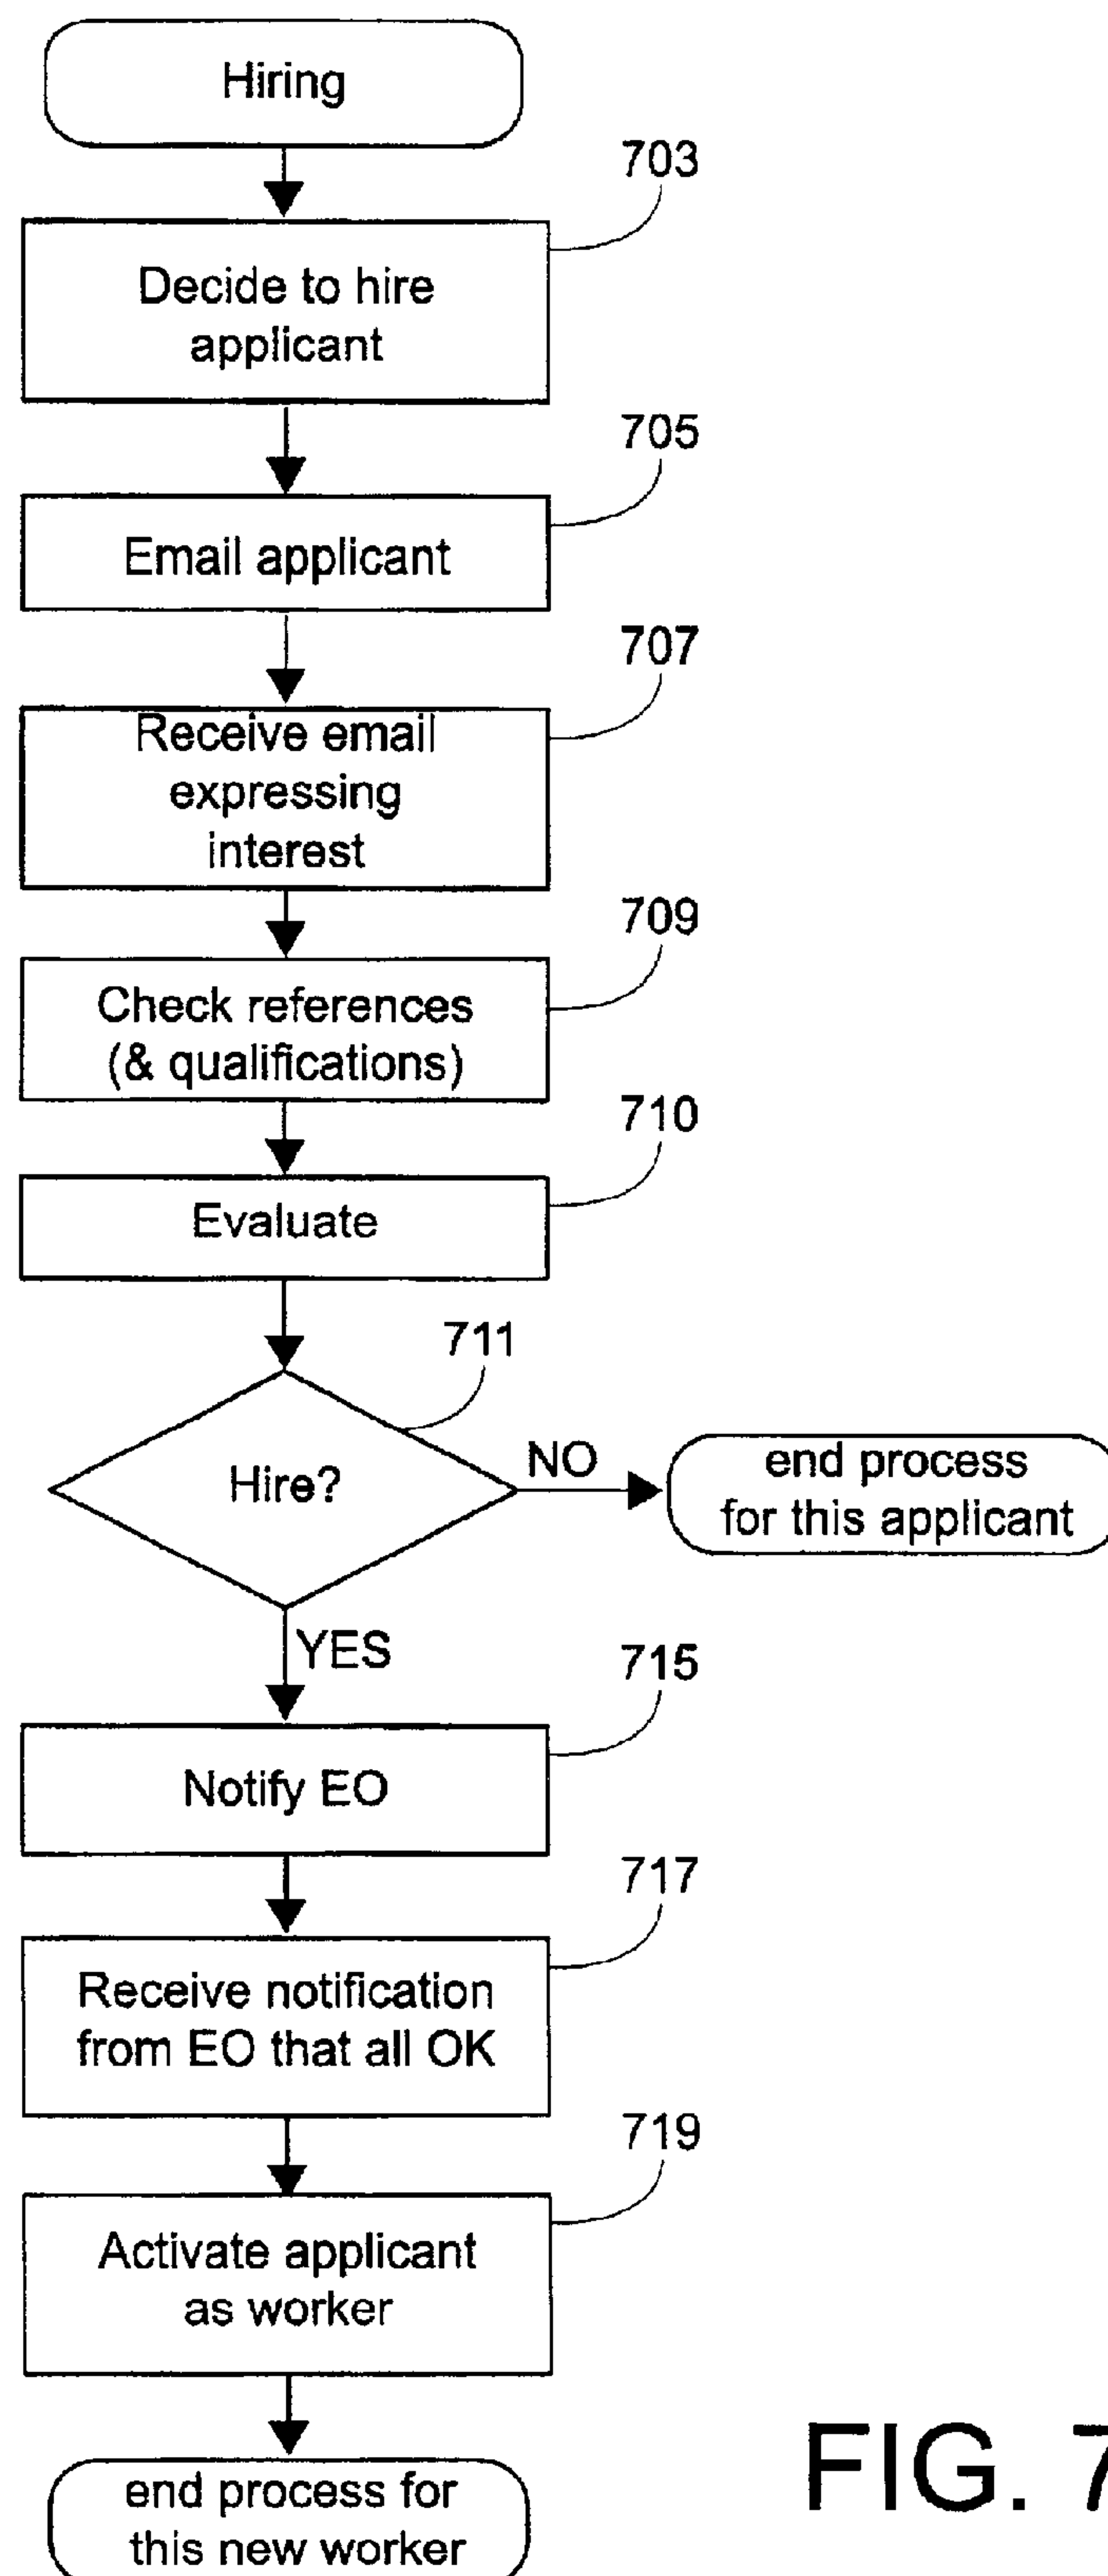 Hiring
703
Decide to hire
applicant
705
Email applicant
707
Receive email
expressing
interest
709
Check references
(& qualifications)
710
Evaluate
711
Hire?
NO
end process
for this applicant
YES
715
Notify EO
717
Receive notification
from EO that all OK
719
Activate applicant
as worker
end process for
this new worker
FIG. 7